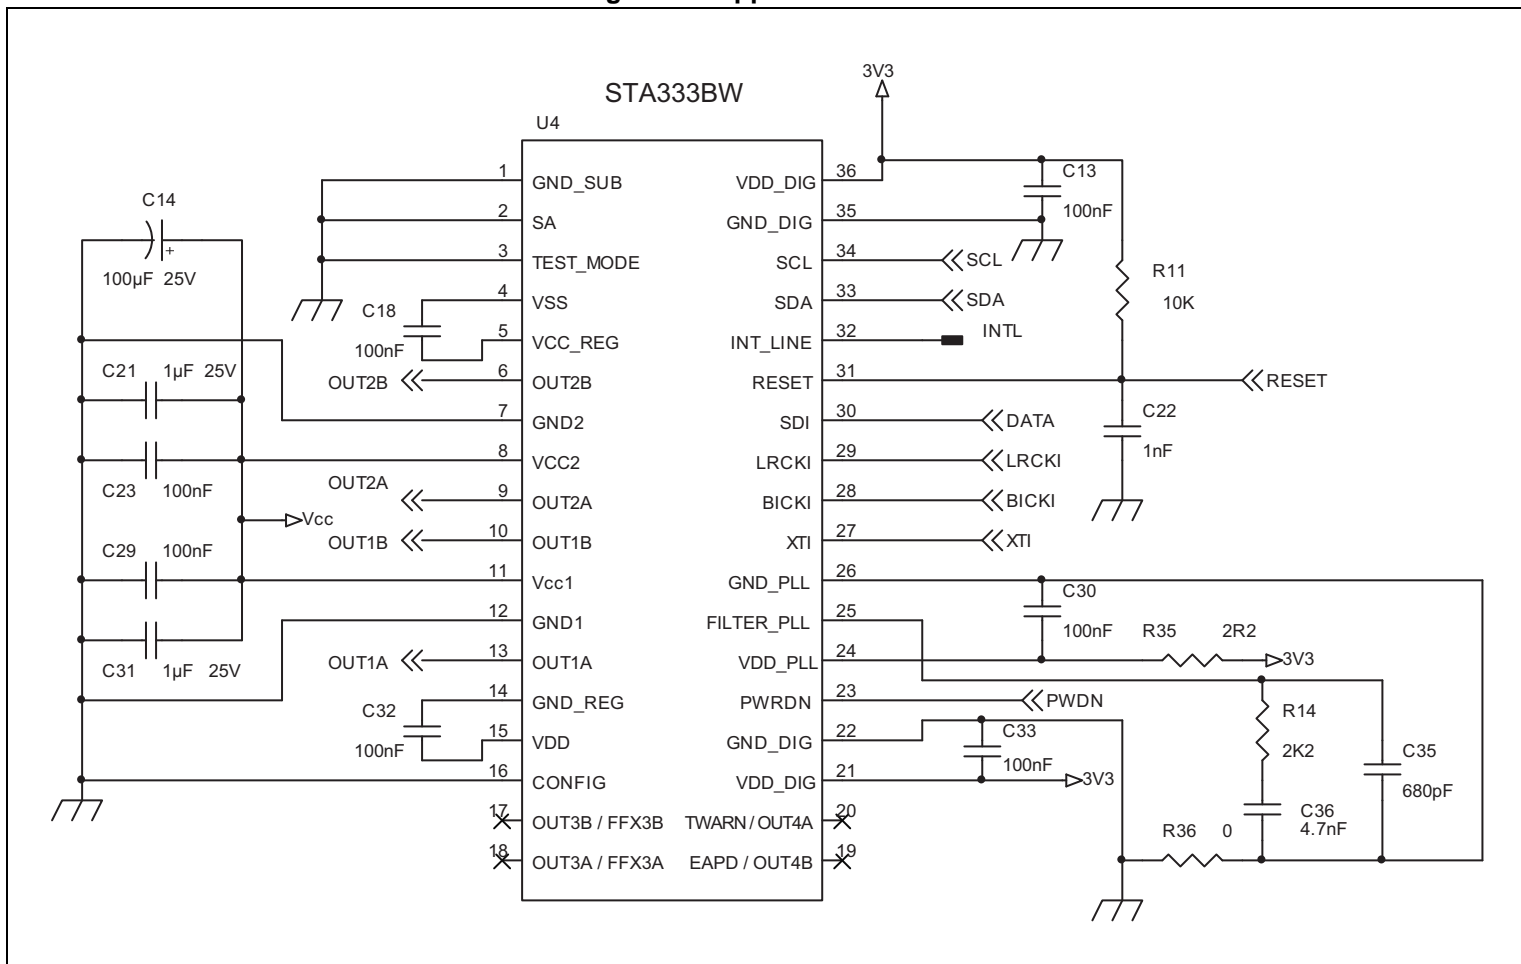 STA333BW
U4
3V3
1
GND_SUB
VDD_DIG
36
C13
100nF
C14
100µF 25V
+
2
SA
GND_DIG
35
3
TEST_MODE
SCL
34
SCL
R11
10K
4
VSS
SDA
33
SDA
C18
100nF
5
VCC_REG
INT_LINE
32
INTL
C21
1µF 25V
OUT2B
6
OUT2B
RESET
31
RESET
7
GND2
SDI
30
DATA
C22
1nF
8
VCC2
LRCKI
29
LRCKI
C23
100nF
OUT2A
9
OUT2A
BICKI
28
BICKI
Vcc
OUT1B
10
OUT1B
XTI
27
XTI
C29
100nF
11
Vcc1
GND_PLL
26
C30
100nF
12
GND1
FILTER_PLL
25
R35
2R2
3V3
C31
1µF 25V
OUT1A
13
OUT1A
VDD_PLL
24
14
GND_REG
PWRDN
23
PWDN
C32
100nF
R14
2K2
15
VDD
GND_DIG
22
C33
100nF
C35
680pF
16
CONFIG
VDD_DIG
21
3V3
17
OUT3B / FFX3B
TWARN / OUT4A
20
C36
4.7nF
R36
0
18
OUT3A / FFX3A
EAPD / OUT4B
19